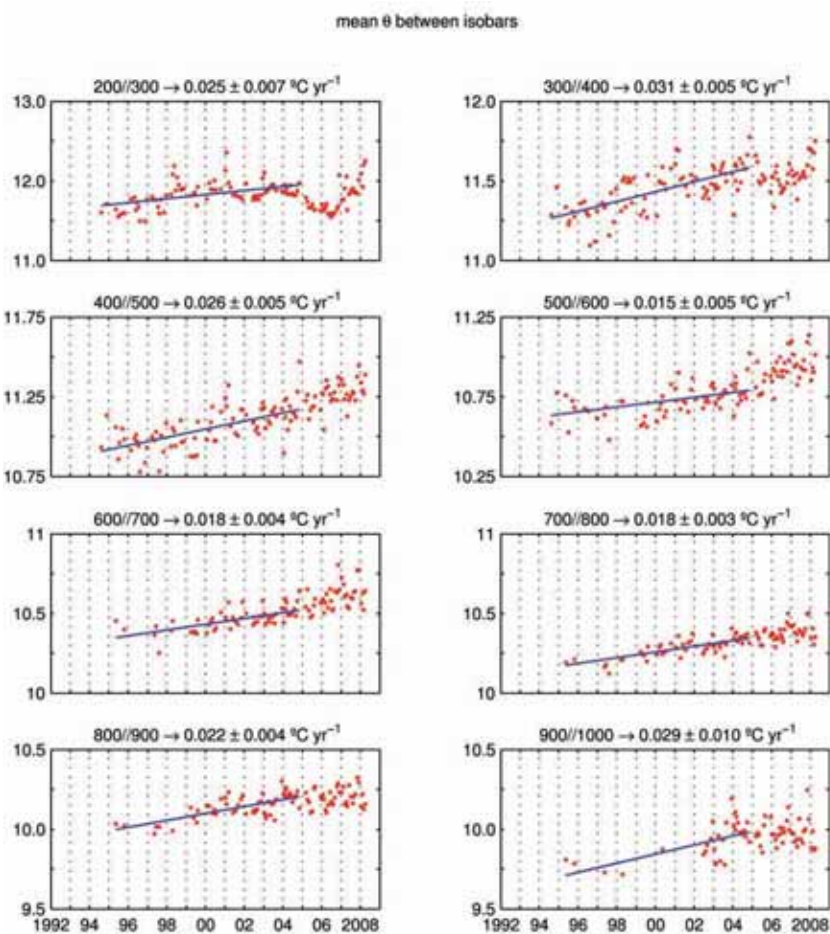 mean θ between isobars
200//300 → 0.025 ± 0.007 ºC yr⁻¹
13.0
12.5
12.0
11.0
300//400 → 0.031 ± 0.005 ºC yr⁻¹
12.0
11.5
11.0
400//500 → 0.026 ± 0.005 ºC yr⁻¹
11.75
11.25
10.75
500//600 → 0.015 ± 0.005 ºC yr⁻¹
11.25
10.75
10.25
600//700 → 0.018 ± 0.004 ºC yr⁻¹
11
10.5
10
700//800 → 0.018 ± 0.003 ºC yr⁻¹
11
10.5
10
800//900 → 0.022 ± 0.004 ºC yr⁻¹
10.5
10.0
9.5
1992 94 96 98 00 02 04 06 2008
900//1000 → 0.029 ± 0.010 ºC yr⁻¹
10.5
10.0
9.5
1992 94 96 98 00 02 04 06 2008